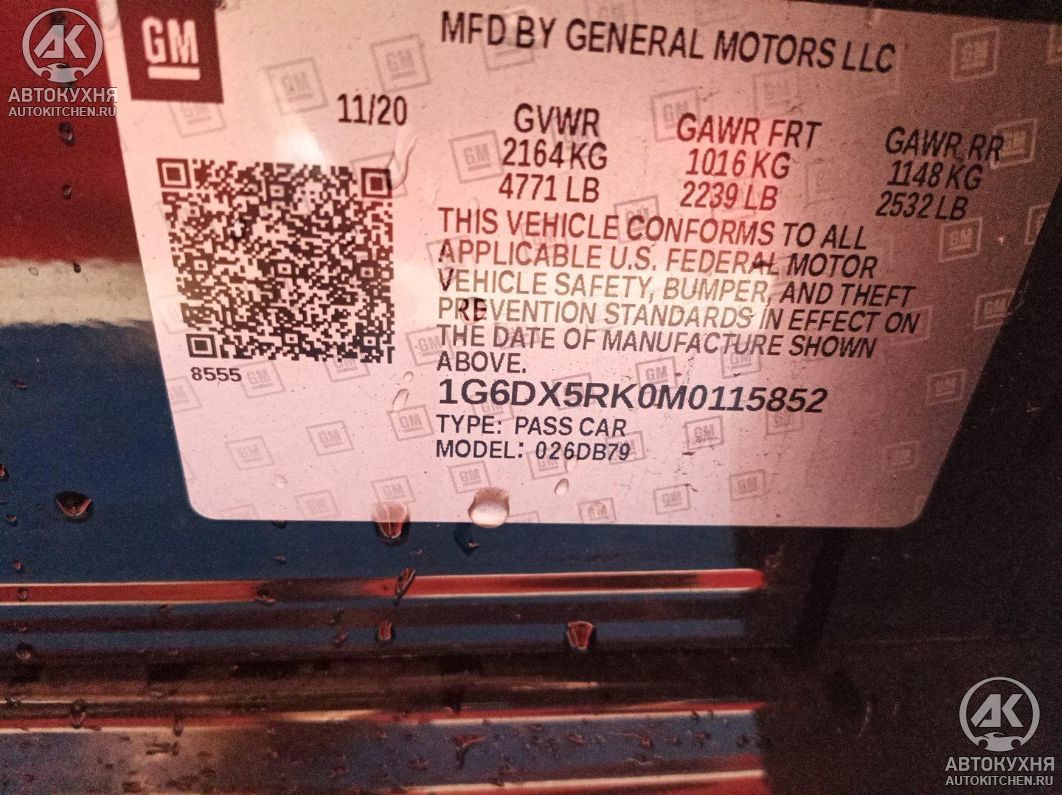 АК
АВТОКУХНЯ
AUTOKITCHEN.RU
GM
MFD BY GENERAL MOTORS LLC
11/20
GVWR
2164 KG
4771 LB
GAWR FRT
1016 KG
2239 LB
GAWR RR
1148 KG
2532 LB
THIS VEHICLE CONFORMS TO ALL
APPLICABLE U.S. FEDERAL MOTOR
VEHICLE SAFETY, BUMPER, AND THEFT
PREVENTION STANDARDS IN EFFECT ON
THE DATE OF MANUFACTURE SHOWN
ABOVE.
8555
1G6DX5RK0M0115852
TYPE: PASS CAR
MODEL: 026DB79
АК
АВТОКУХНЯ
AUTOKITCHEN.RU